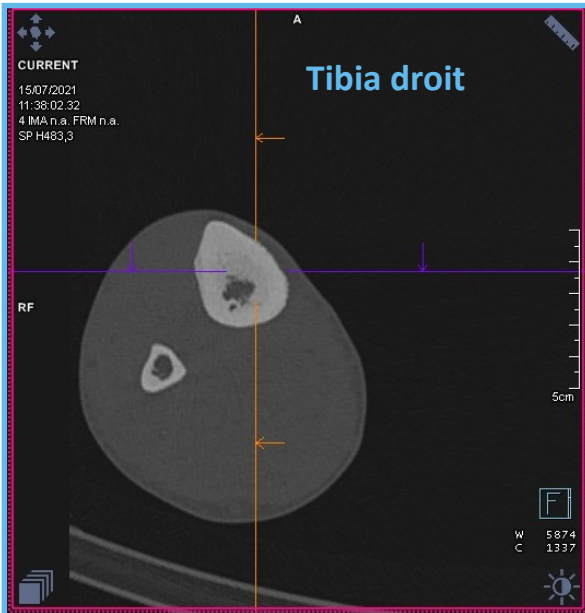 A
Tibia droit
CURRENT
15/07/2021
11:38:02.32
4 IMA n.a. FRM n.a.
SP H483,3
RF
5cm
F
W 5874
C 1337